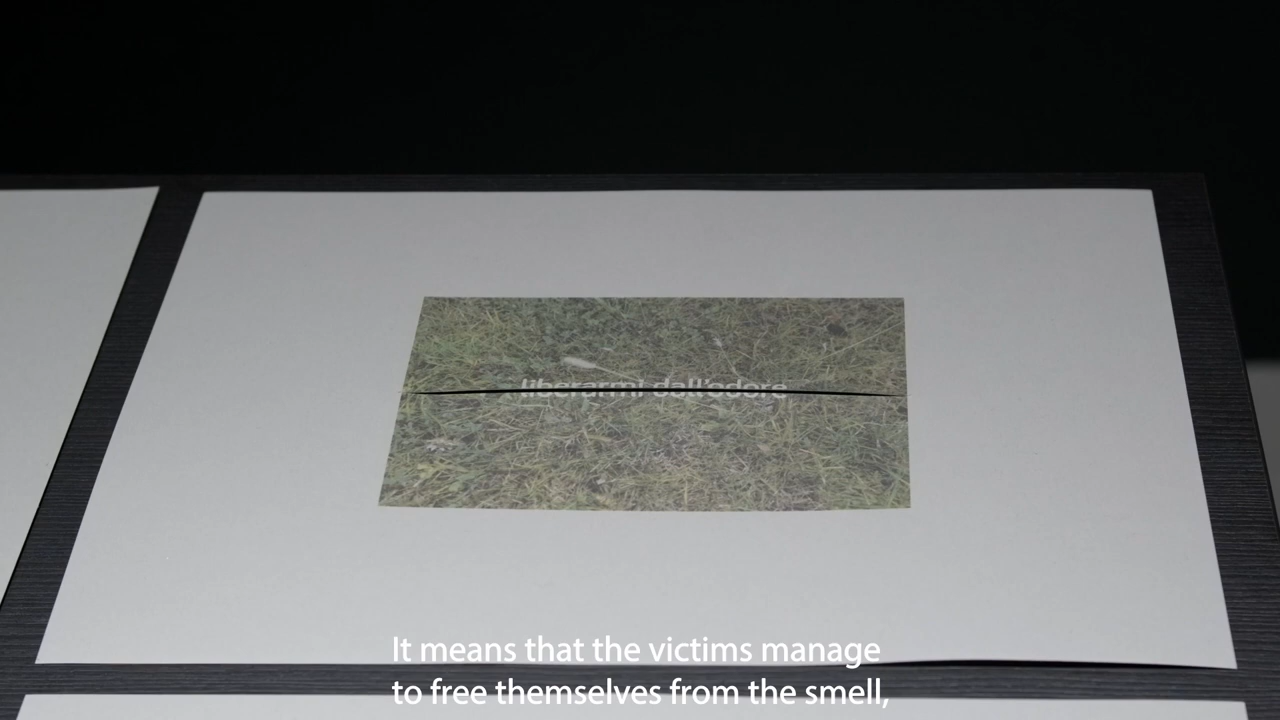 liberarmi dall'odore
It means that the victims manage
to free themselves from the smell,